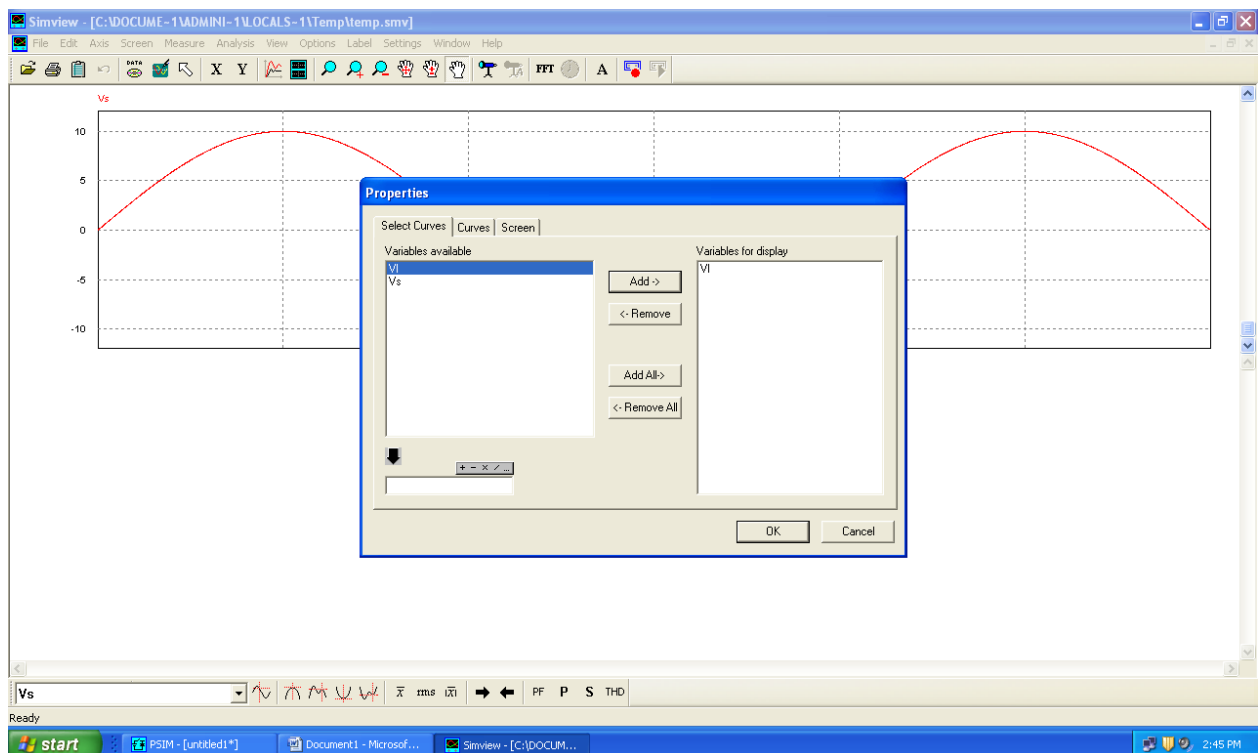 Simview - [C:\DOCUME~1\ADMINI~1\LOCALS~1\Temp\temp.smv]
File Edit Axis Screen Measure Analysis View Options Label Settings Window Help
DATA X Y FFT A
Vs
10
5
0
-5
-10
Properties
Select Curves Curves Screen
Variables available Variables for display
VI VI
Vs
Add ->
<- Remove
Add All->
<- Remove All
+ - × / ...
OK Cancel
Vs x rms |x| PF P S THD
Ready
start PSIM - [untitled1*] Document1 - Microsof... Simview - [C:\DOCUM... 2:45 PM